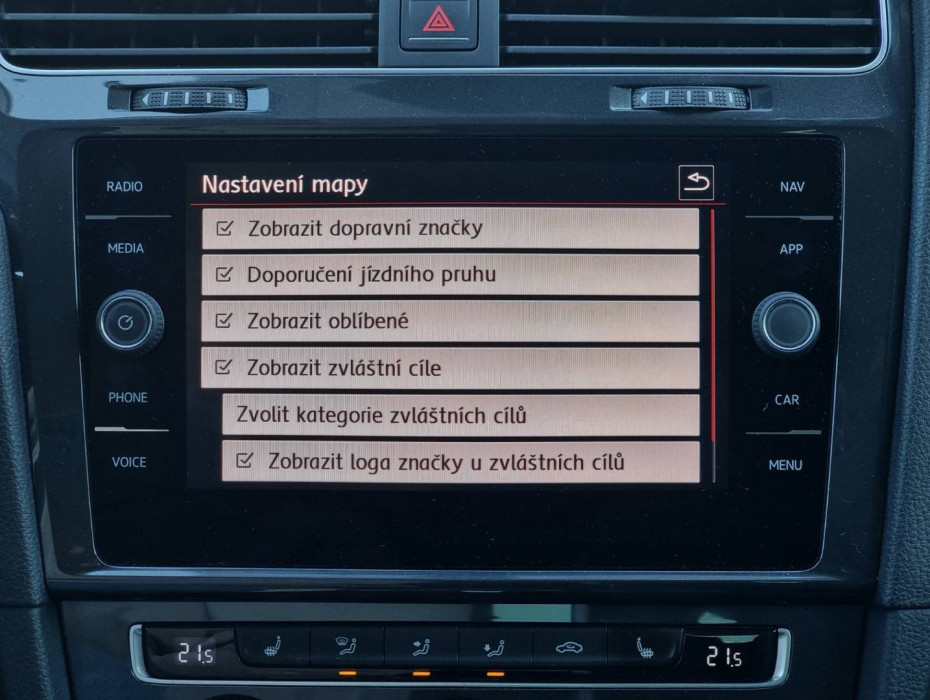 RADIO
Nastavení mapy
NAV
Zobrazit dopravní značky
MEDIA
Doporučení jízdního pruhu
APP
Zobrazit oblíbené
Zobrazit zvláštní cíle
PHONE
Zvolit kategorie zvláštních cílů
CAR
VOICE
Zobrazit loga značky u zvláštních cílů
MENU
21,5
21,5